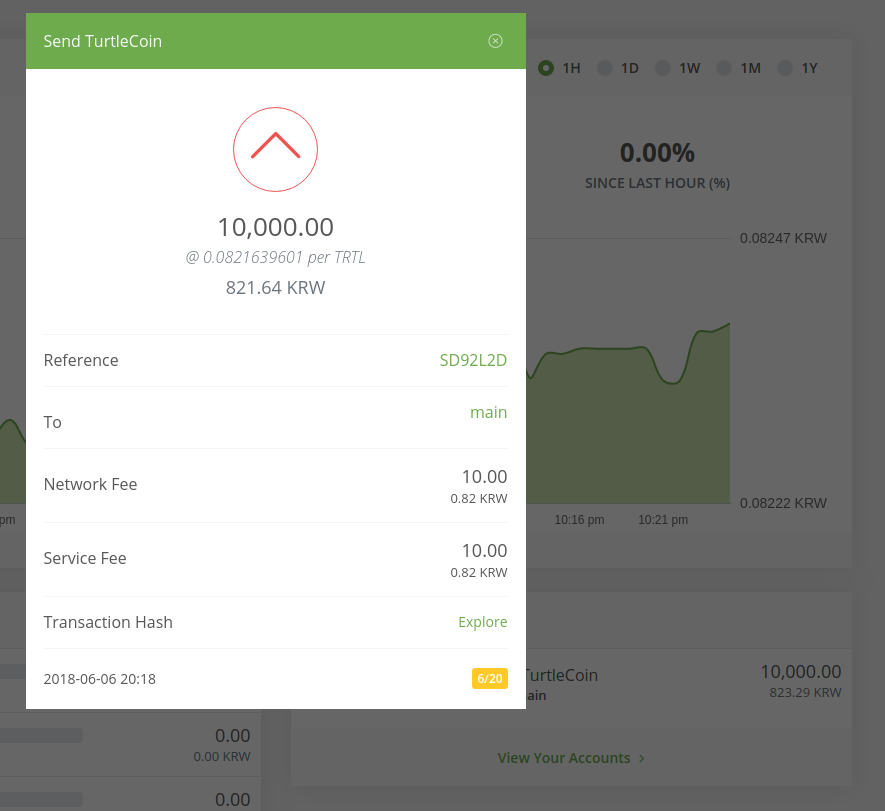 Send TurtleCoin
1H 1D 1W 1M 1Y
10,000.00
@ 0.0821639601 per TRTL
821.64 KRW
0.00%
SINCE LAST HOUR (%)
0.08247 KRW
Reference SD92L2D
To main
Network Fee 10.00
0.82 KRW
Service Fee 10.00
0.82 KRW
Transaction Hash Explore
2018-06-06 20:18 6/20
0.08222 KRW
pm 10:16 pm 10:21 pm
TurtleCoin 10,000.00
ain 823.29 KRW
0.00
0.00 KRW
View Your Accounts
0.00